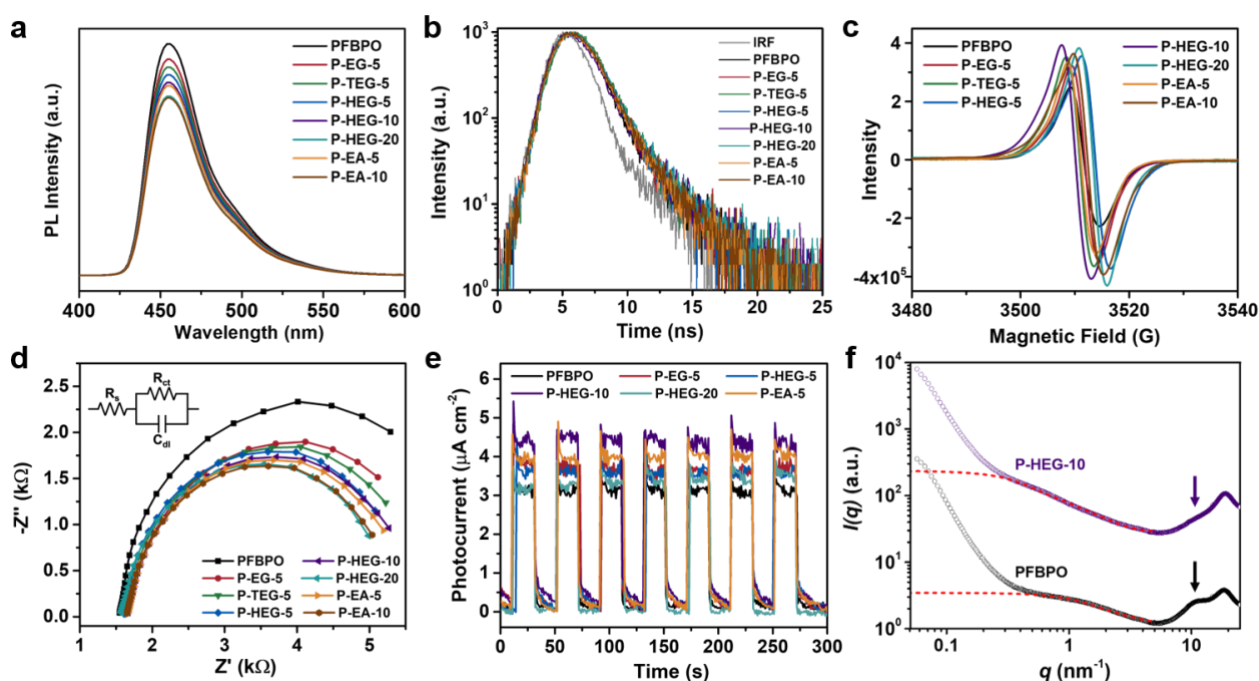 a
PL Intensity (a.u.)
PFBPO
P-EG-5
P-TEG-5
P-HEG-5
P-HEG-10
P-HEG-20
P-EA-5
P-EA-10
400 450 500 550 600
Wavelength (nm)
b
Intensity (a.u.)
10³
10²
10¹
10⁰
IRF
PFBPO
P-EG-5
P-TEG-5
P-HEG-5
P-HEG-10
P-HEG-20
P-EA-5
P-EA-10
0 5 10 15 20 25
Time (ns)
c
Intensity
4
2
0
-2
-4x10⁵
PFBPO P-HEG-10
P-EG-5 P-HEG-20
P-TEG-5 P-EA-5
P-HEG-5 P-EA-10
3480 3500 3520 3540
Magnetic Field (G)
d
-Z'' (kΩ)
2.5
2.0
1.5
1.0
0.5
0.0
Rs
Rct
Cdl
PFBPO P-HEG-10
P-EG-5 P-HEG-20
P-TEG-5 P-EA-5
P-HEG-5 P-EA-10
1 2 3 4 5
Z' (kΩ)
e
Photocurrent (μA cm⁻²)
6
5
4
3
2
1
0
PFBPO P-EG-5 P-HEG-5
P-HEG-10 P-HEG-20 P-EA-5
0 50 100 150 200 250 300
Time (s)
f
I(q) (a.u.)
10⁴
10³
10²
10¹
10⁰
P-HEG-10
PFBPO
0.1 1 10
q (nm⁻¹)